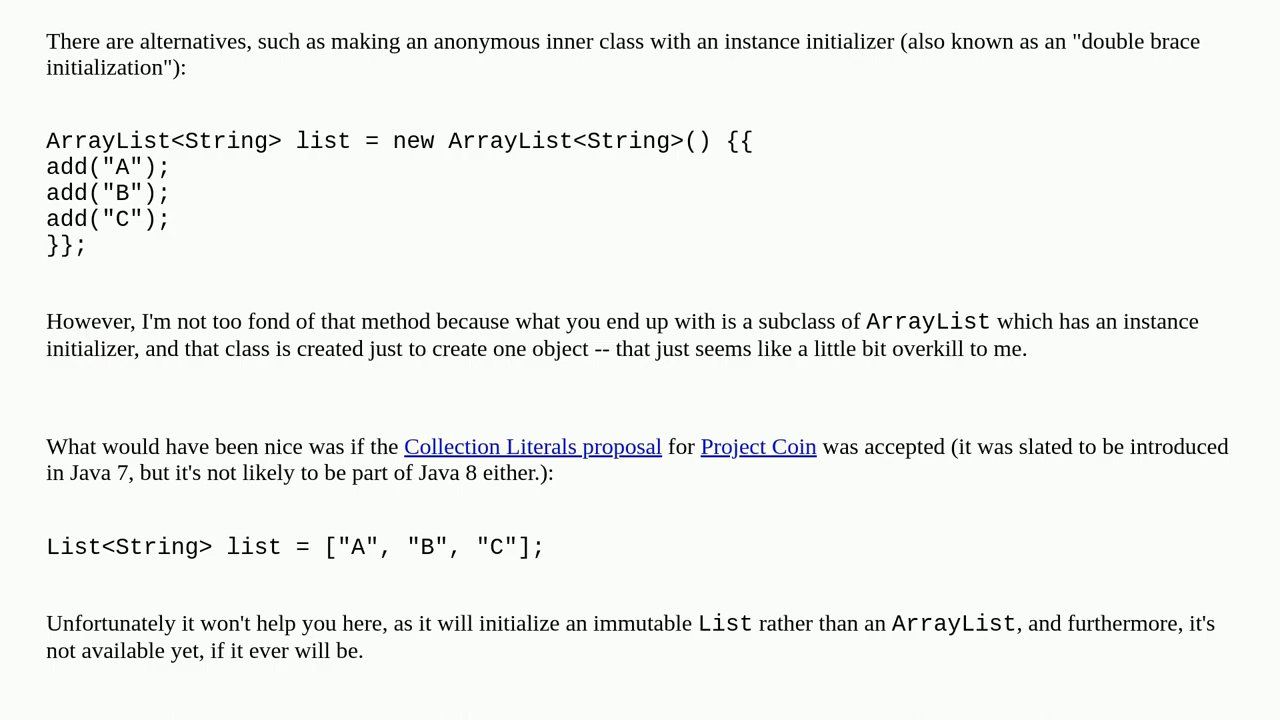 There are alternatives, such as making an anonymous inner class with an instance initializer (also known as an "double brace
initialization"):
ArrayList<String> list = new ArrayList<String>() {{
add("A");
add("B");
add("C");
}};
However, I'm not too fond of that method because what you end up with is a subclass of ArrayList which has an instance
initializer, and that class is created just to create one object -- that just seems like a little bit overkill to me.
What would have been nice was if the Collection Literals proposal for Project Coin was accepted (it was slated to be introduced
in Java 7, but it's not likely to be part of Java 8 either.):
List<String> list = ["A", "B", "C"];
Unfortunately it won't help you here, as it will initialize an immutable List rather than an ArrayList, and furthermore, it's
not available yet, if it ever will be.